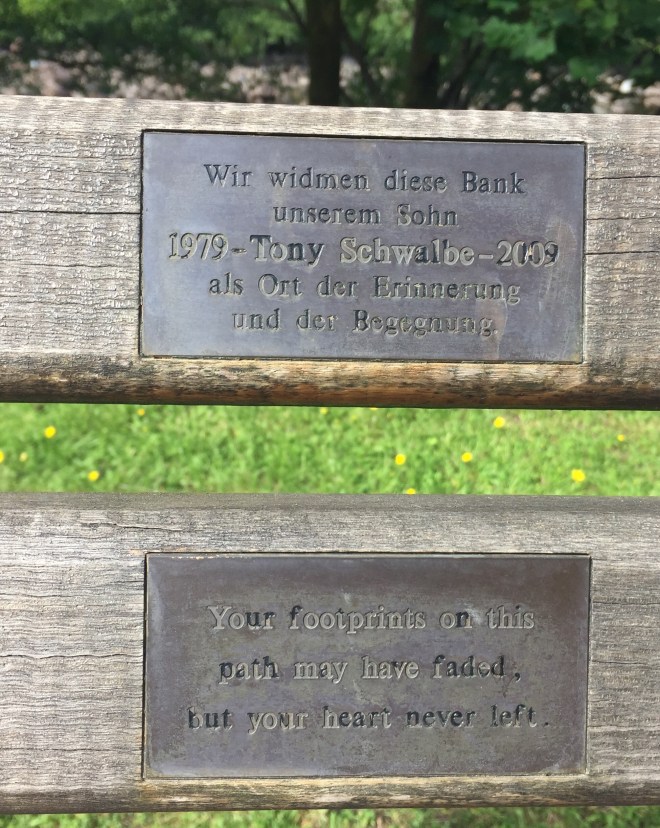 Wir widmen diese Bank
unserem Sohn
1979 - Tony Schwalbe - 2009
als Ort der Erinnerung
und der Begegnung.
Your footprints on this
path may have faded,
but your heart never left.